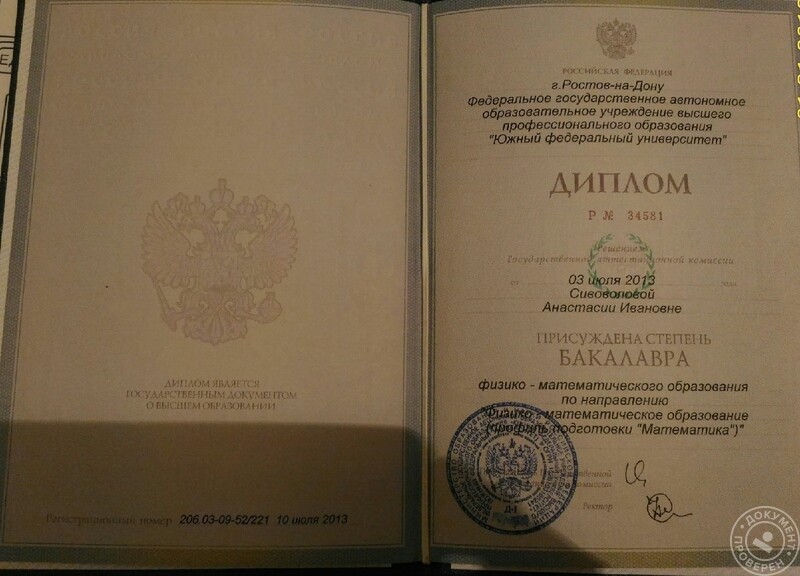 ДИПЛОМ ЯВЛЯЕТСЯ
ГОСУДАРСТВЕННЫМ ДОКУМЕНТОМ
О ВЫСШЕМ ОБРАЗОВАНИИ
Регистрационный номер 206.03-09-52/221 10 июля 2013
РОССИЙСКАЯ ФЕДЕРАЦИЯ
г.Ростов-на-Дону
Федеральное государственное автономное
образовательное учреждение высшего
профессионального образования
"Южный федеральный университет"
ДИПЛОМ
Р № 34581
Решением
Государственной аттестационной комиссии
от 03 июля 2013 года
Сивоволовой
Анастасии Ивановне
ПРИСУЖДЕНА СТЕПЕНЬ
БАКАЛАВРА
физико - математического образования
по направлению
Физико - математическое образование
(профиль подготовки "Математика")"
Ректор
Д-1
ДОКУМЕНТ ПРОВЕРЕН